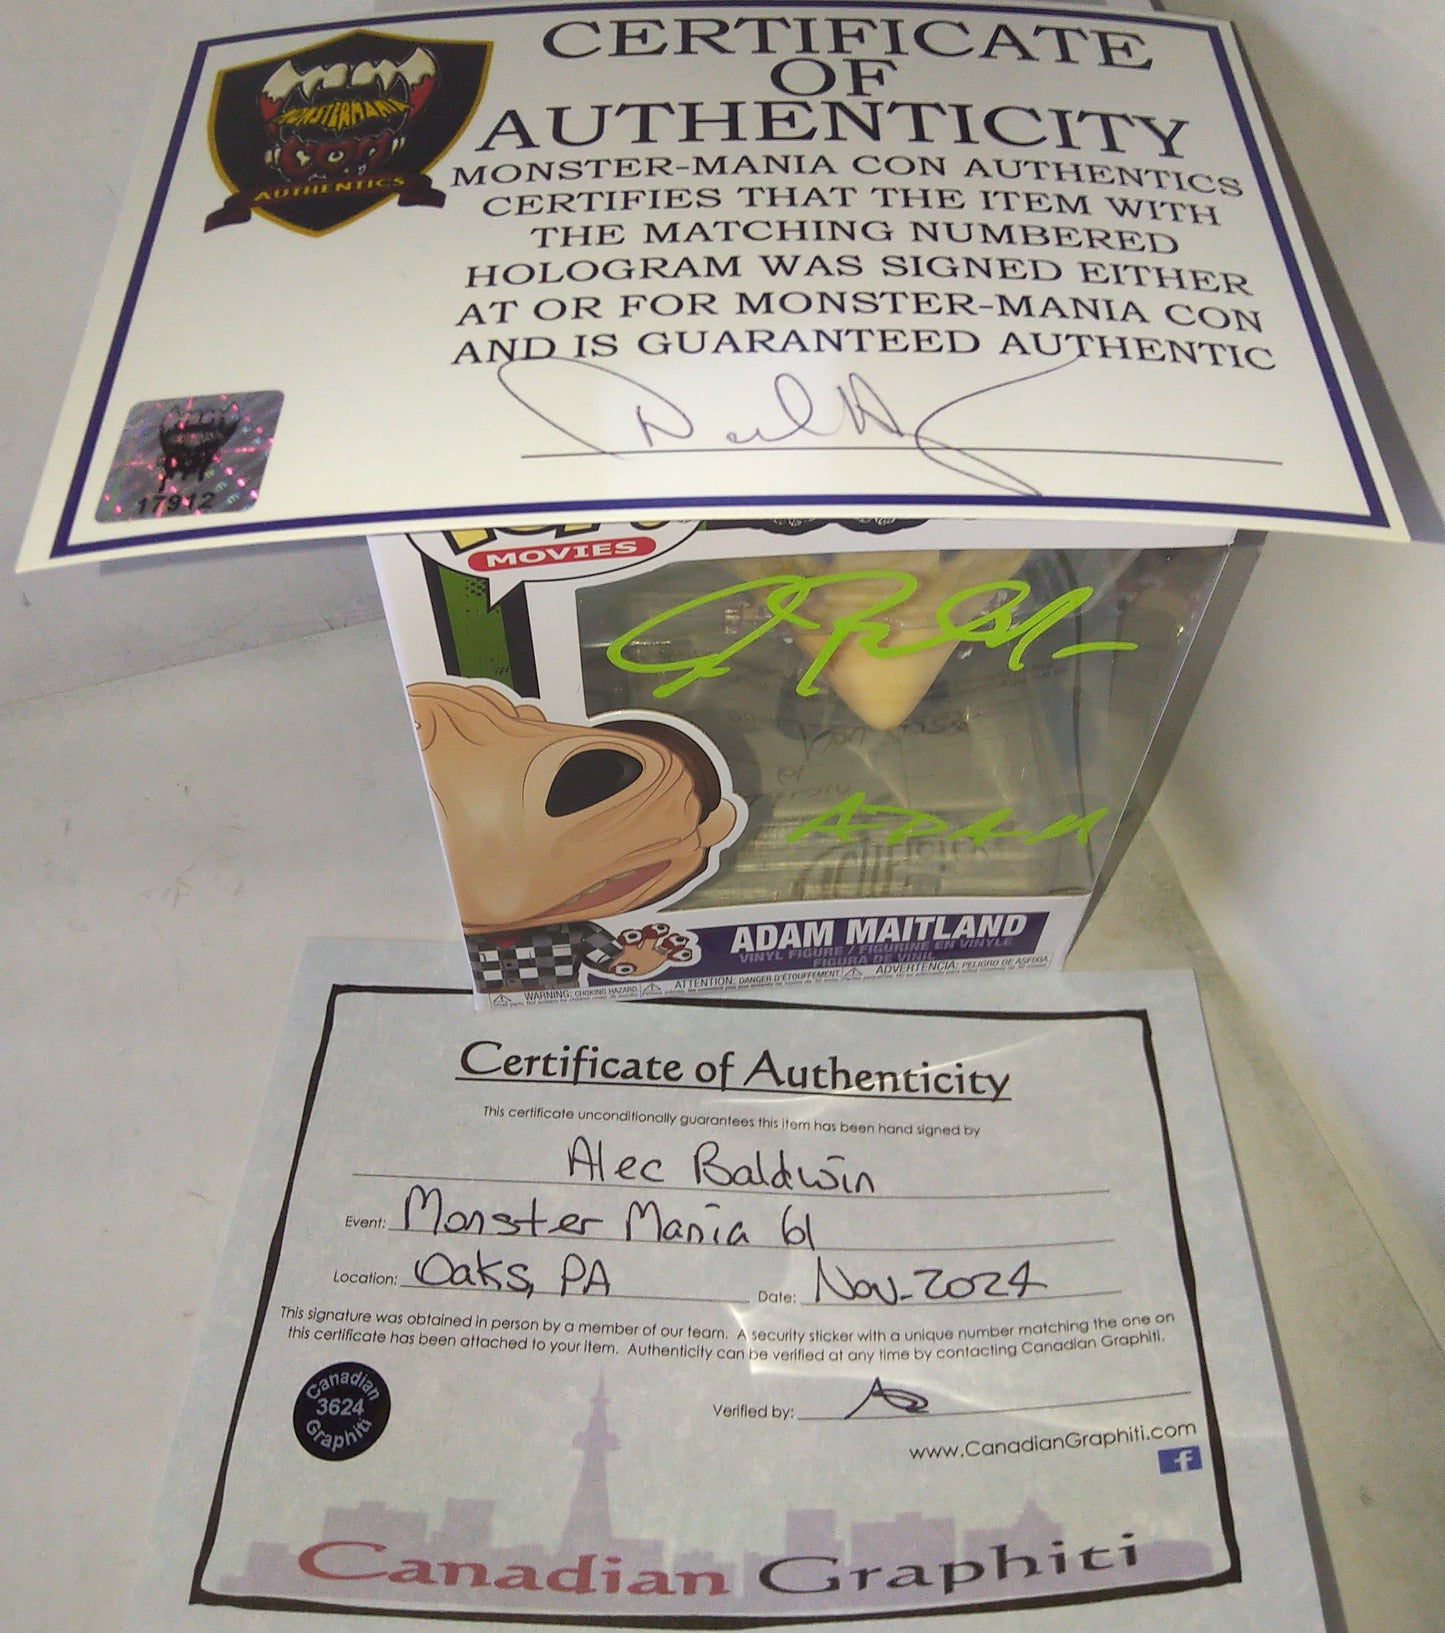 CERTIFICATE
OF
AUTHENTICITY
MONSTER-MANIA CON AUTHENTICS
CERTIFIES THAT THE ITEM WITH
THE MATCHING NUMBERED
HOLOGRAM WAS SIGNED EITHER
AT OR FOR MONSTER-MANIA CON
AND IS GUARANTEED AUTHENTIC
MONSTERMANIA
CON
AUTHENTICS
17912
MOVIES
ADAM
ADAM MAITLAND
VINYL FIGURE / FIGURINE EN VINYLE
FIGURA DE VINIL
WARNING: CHOKING HAZARD.
ATTENTION: DANGER D'ÉTOUFFEMENT
ADVERTENCIA: PELIGRO DE ASFIXIA
Certificate of Authenticity
This certificate unconditionally guarantees this item has been hand signed by
Alec Baldwin
Event: Monster Mania 61
Location: Oaks, PA Date: Nov-2024
This signature was obtained in person by a member of our team. A security sticker with a unique number matching the one on
this certificate has been attached to your item. Authenticity can be verified at any time by contacting Canadian Graphiti.
Canadian
3624
Graphiti
Verified by:
www.CanadianGraphiti.com
f
Canadian Graphiti